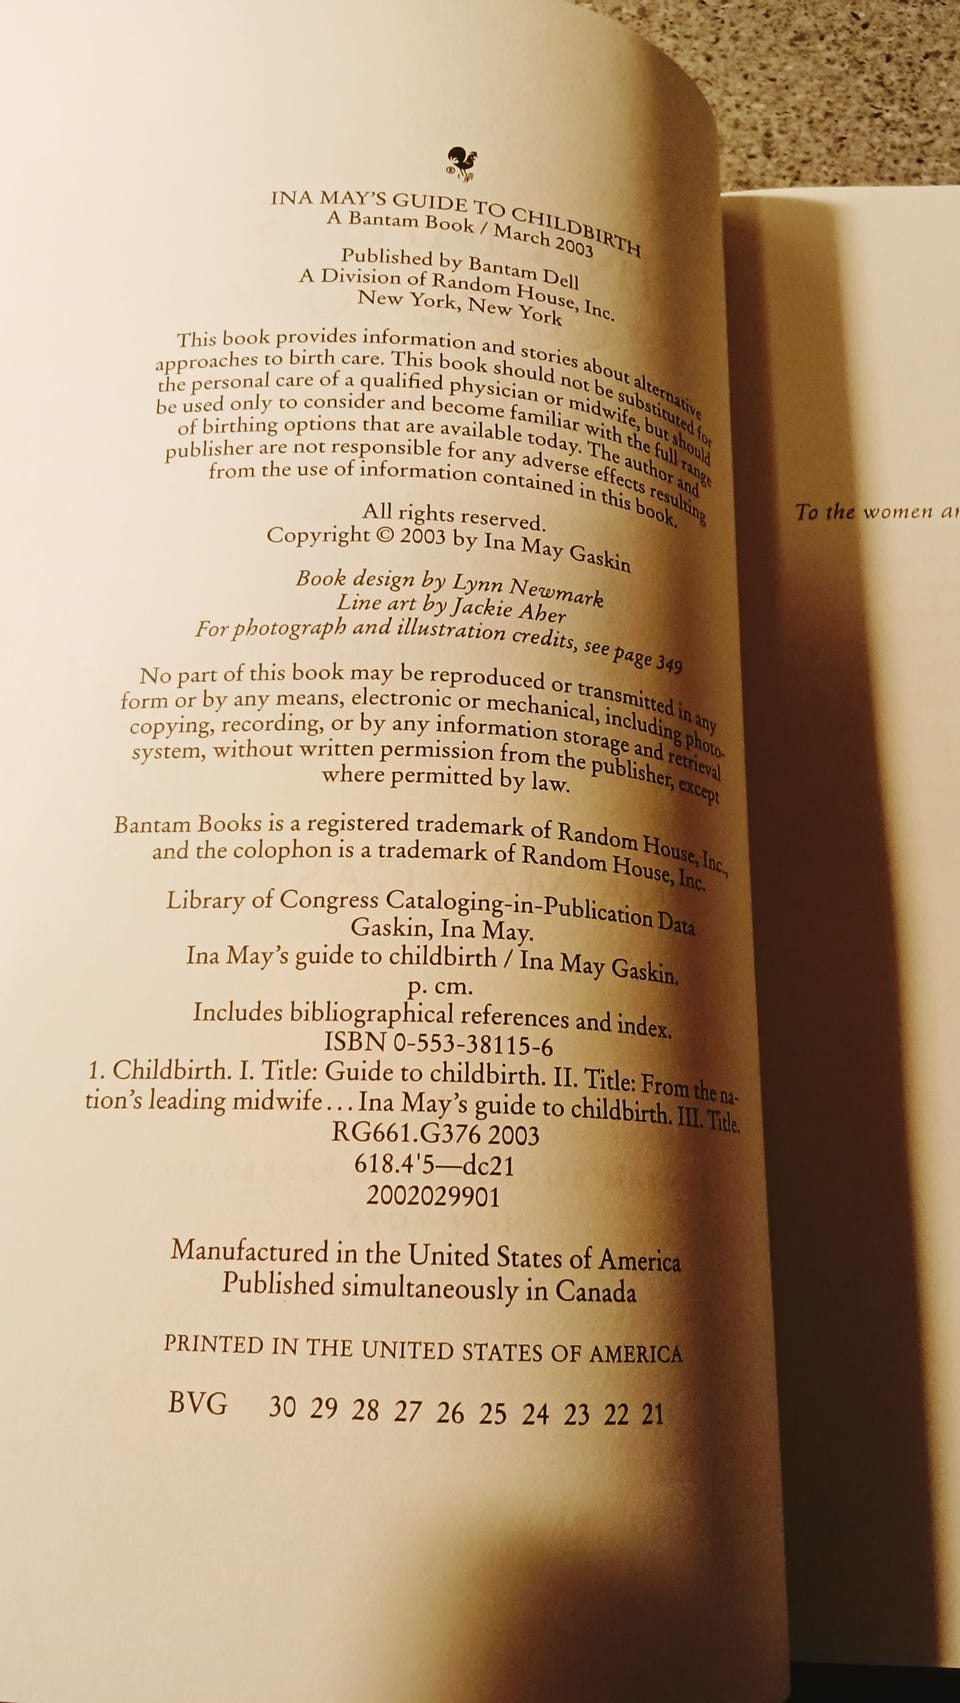 INA MAY'S GUIDE TO CHILDBIRTH
A Bantam Book / March 2003
Published by Bantam Dell
A Division of Random House, Inc.
New York, New York
This book provides information and stories about alternative
approaches to birth care. This book should not be substituted for
the personal care of a qualified physician or midwife, but should
be used only to consider and become familiar with the full range
of birthing options that are available today. The author and
publisher are not responsible for any adverse effects resulting
from the use of information contained in this book.
All rights reserved.
Copyright © 2003 by Ina May Gaskin
Book design by Lynn Newmark
Line art by Jackie Aher
For photograph and illustration credits, see page 349
No part of this book may be reproduced or transmitted in any
form or by any means, electronic or mechanical, including photo-
copying, recording, or by any information storage and retrieval
system, without written permission from the publisher, except
where permitted by law.
Bantam Books is a registered trademark of Random House, Inc.,
and the colophon is a trademark of Random House, Inc.
Library of Congress Cataloging-in-Publication Data
Gaskin, Ina May.
Ina May's guide to childbirth / Ina May Gaskin.
p. cm.
Includes bibliographical references and index.
ISBN 0-553-38115-6
1. Childbirth. I. Title: Guide to childbirth. II. Title: From the na-
tion's leading midwife... Ina May's guide to childbirth. III. Title.
RG661.G376 2003
618.4'5—dc21
2002029901
Manufactured in the United States of America
Published simultaneously in Canada
PRINTED IN THE UNITED STATES OF AMERICA
BVG 30 29 28 27 26 25 24 23 22 21
To the women